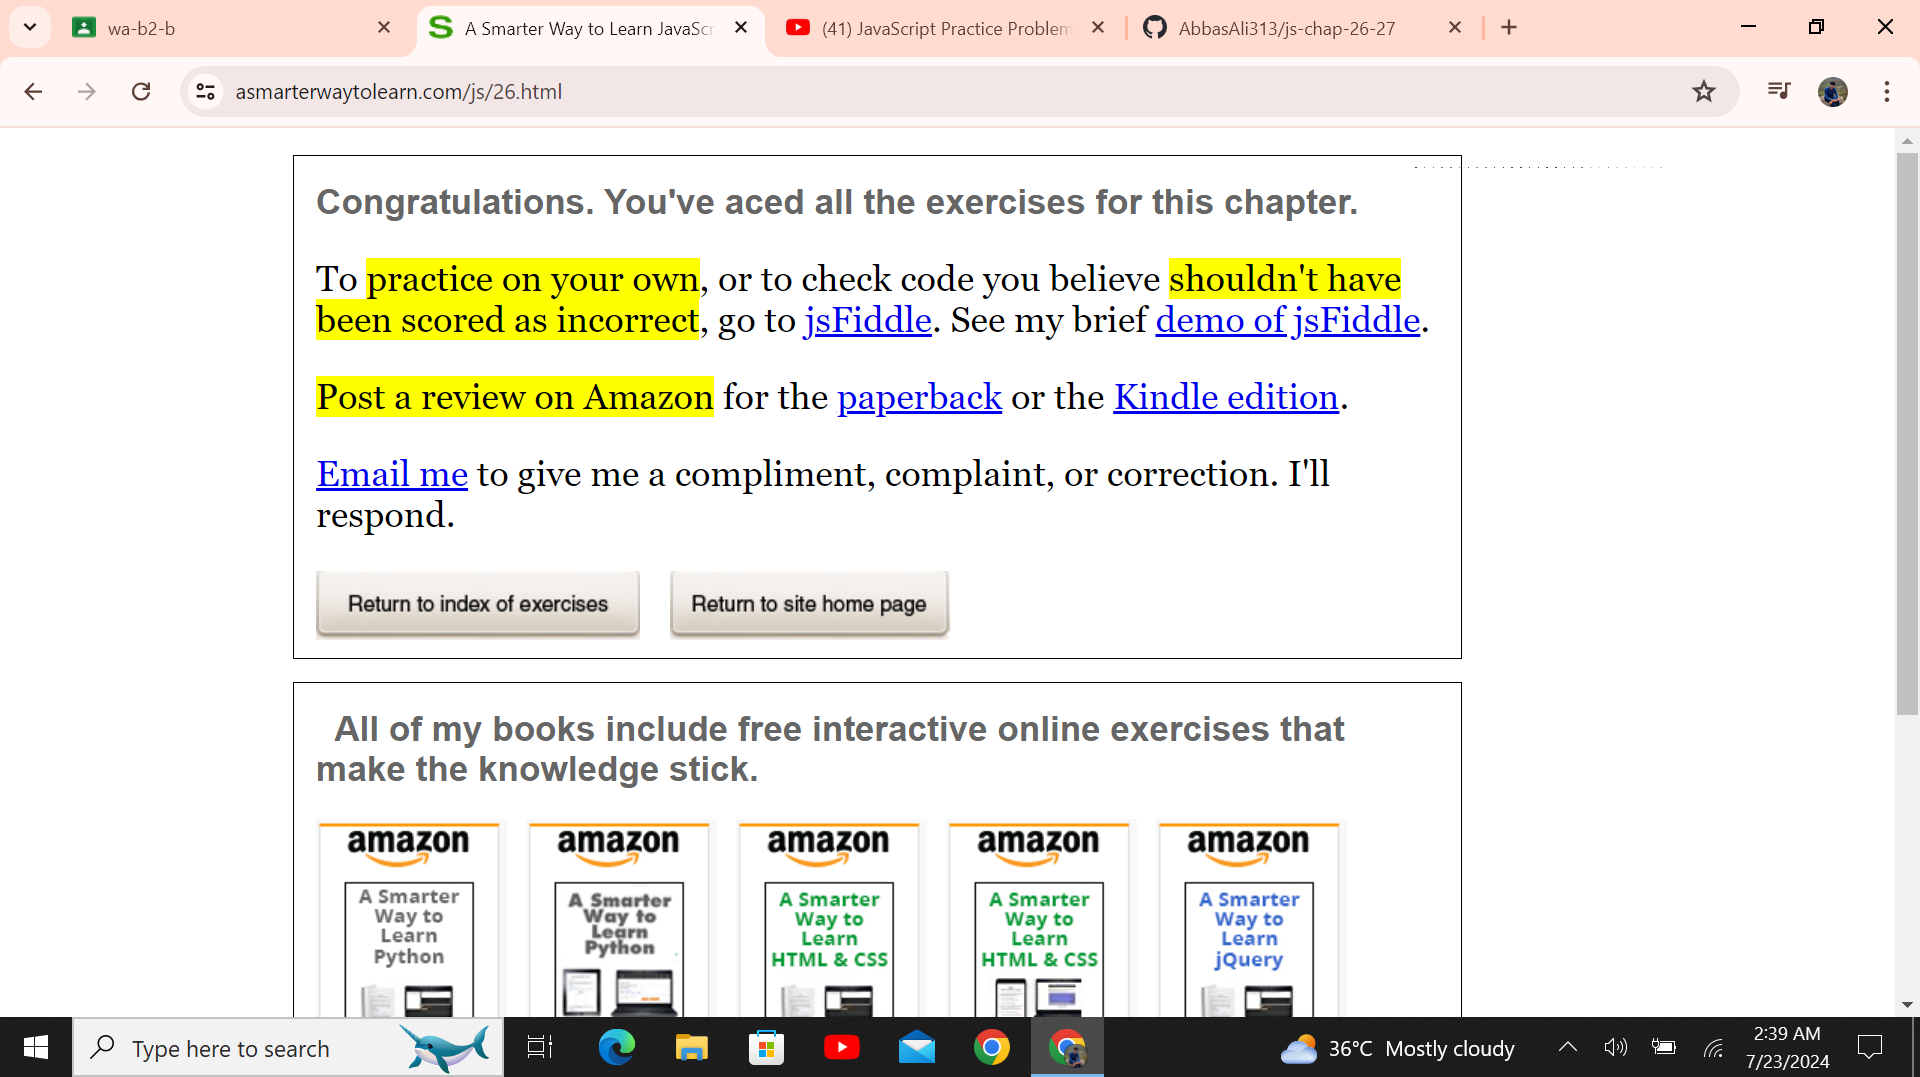 wa-b2-b
A Smarter Way to Learn JavaScr
(41) JavaScript Practice Problem
AbbasAli313/js-chap-26-27
asmarterwaytolearn.com/js/26.html
Congratulations. You've aced all the exercises for this chapter.
To practice on your own, or to check code you believe shouldn't have
been scored as incorrect, go to jsFiddle. See my brief demo of jsFiddle.
Post a review on Amazon for the paperback or the Kindle edition.
Email me to give me a compliment, complaint, or correction. I'll
respond.
Return to index of exercises
Return to site home page
All of my books include free interactive online exercises that
make the knowledge stick.
amazon
A Smarter
Way to
Learn
Python
amazon
A Smarter
Way to
Learn
Python
amazon
A Smarter
Way to
Learn
HTML & CSS
amazon
A Smarter
Way to
Learn
HTML & CSS
amazon
A Smarter
Way to
Learn
jQuery
Type here to search
36°C Mostly cloudy
2:39 AM
7/23/2024